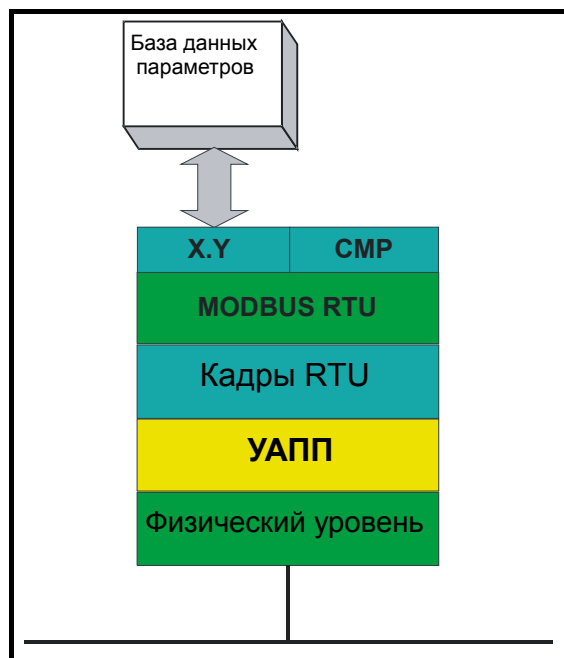 База данных
параметров
X.Y CMP
MODBUS RTU
Кадры RTU
УАПП
Физический уровень